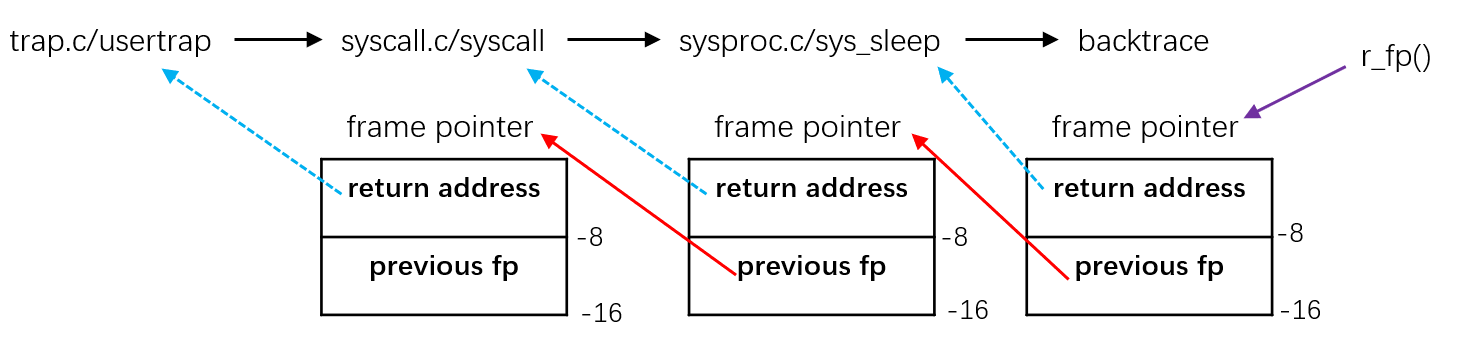 trap.c/usertrap
syscall.c/syscall
sysproc.c/sys_sleep
backtrace
r_fp()
frame pointer
frame pointer
frame pointer
return address
return address
return address
-8
-8
-8
previous fp
previous fp
previous fp
-16
-16
-16